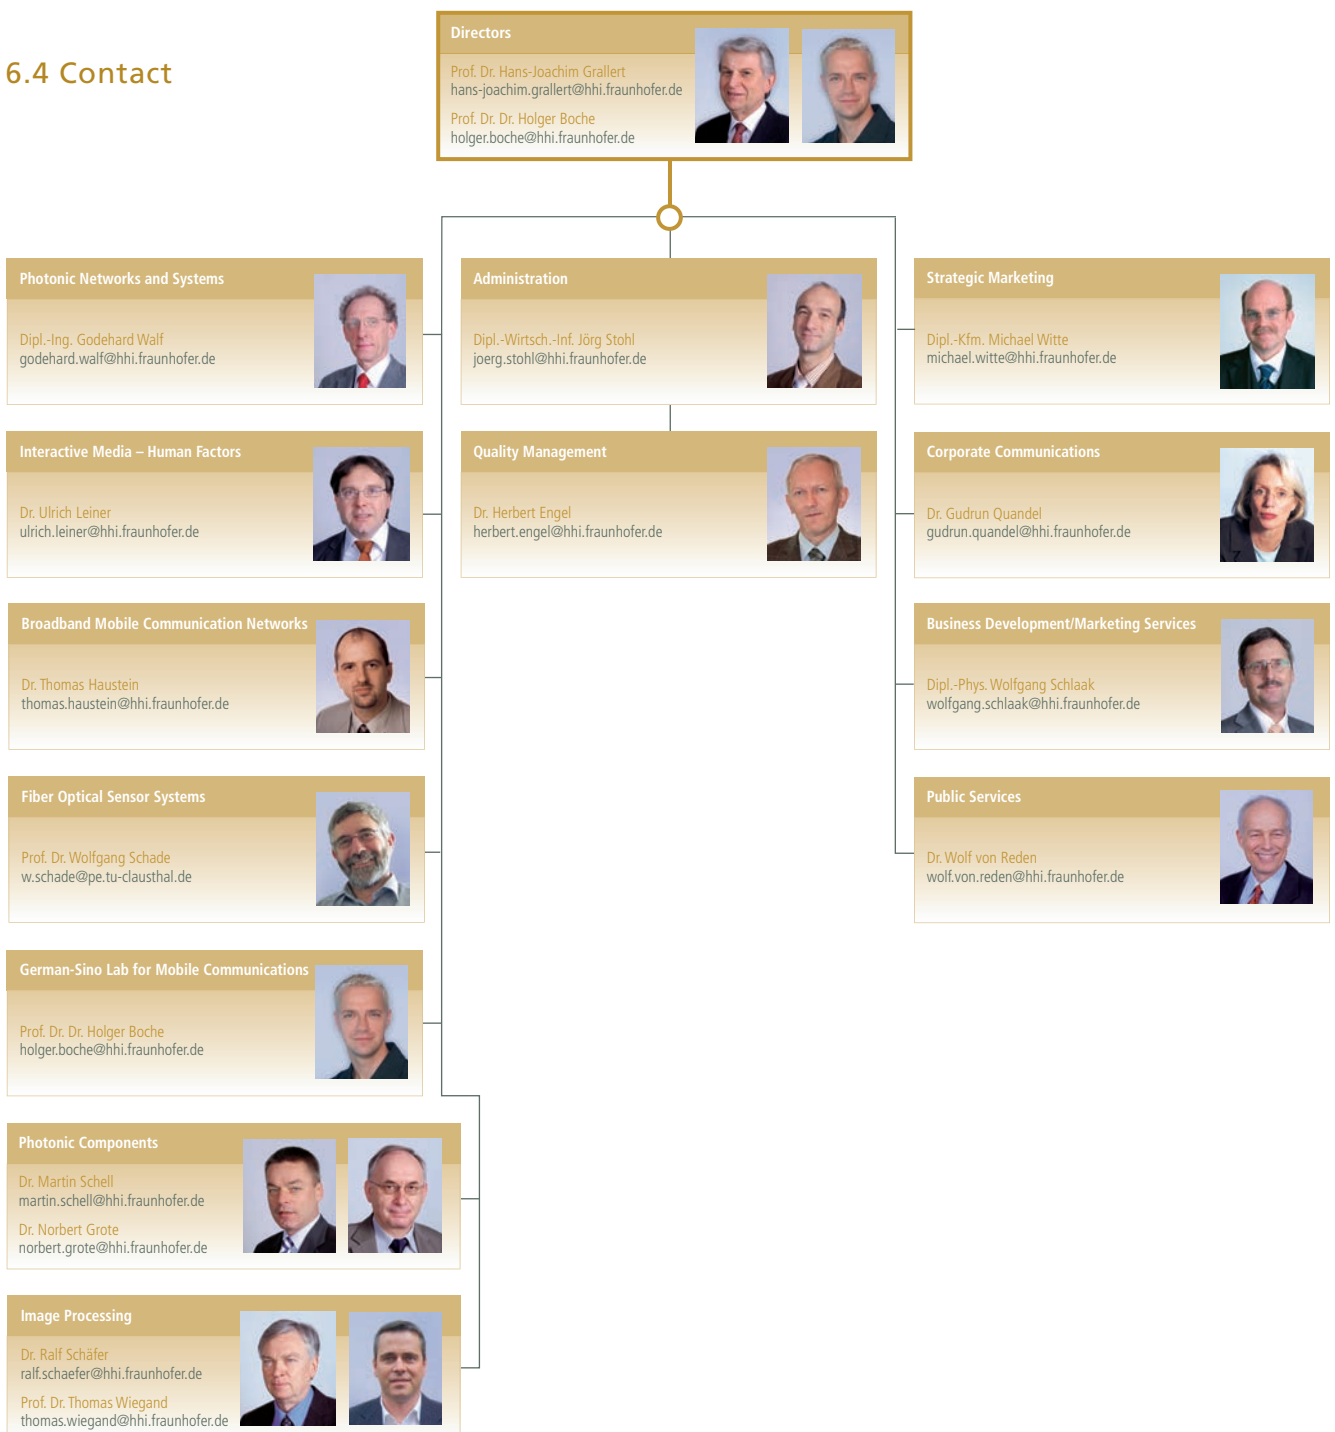 6.4 Contact
Directors
Prof. Dr. Hans-Joachim Grallert
hans-joachim.grallert@hhi.fraunhofer.de
Prof. Dr. Dr. Holger Boche
holger.boche@hhi.fraunhofer.de
Photonic Networks and Systems
Dipl.-Ing. Godehard Walf
godehard.walf@hhi.fraunhofer.de
Interactive Media – Human Factors
Dr. Ulrich Leiner
ulrich.leiner@hhi.fraunhofer.de
Broadband Mobile Communication Networks
Dr. Thomas Haustein
thomas.haustein@hhi.fraunhofer.de
Fiber Optical Sensor Systems
Prof. Dr. Wolfgang Schade
w.schade@pe.tu-clausthal.de
German-Sino Lab for Mobile Communications
Prof. Dr. Dr. Holger Boche
holger.boche@hhi.fraunhofer.de
Photonic Components
Dr. Martin Schell
martin.schell@hhi.fraunhofer.de
Dr. Norbert Grote
norbert.grote@hhi.fraunhofer.de
Image Processing
Dr. Ralf Schäfer
ralf.schaefer@hhi.fraunhofer.de
Prof. Dr. Thomas Wiegand
thomas.wiegand@hhi.fraunhofer.de
Administration
Dipl.-Wirtsch.-Inf. Jörg Stohl
joerg.stohl@hhi.fraunhofer.de
Quality Management
Dr. Herbert Engel
herbert.engel@hhi.fraunhofer.de
Strategic Marketing
Dipl.-Kfm. Michael Witte
michael.witte@hhi.fraunhofer.de
Corporate Communications
Dr. Gudrun Quandel
gudrun.quandel@hhi.fraunhofer.de
Business Development/Marketing Services
Dipl.-Phys. Wolfgang Schlaak
wolfgang.schlaak@hhi.fraunhofer.de
Public Services
Dr. Wolf von Reden
wolf.von.reden@hhi.fraunhofer.de